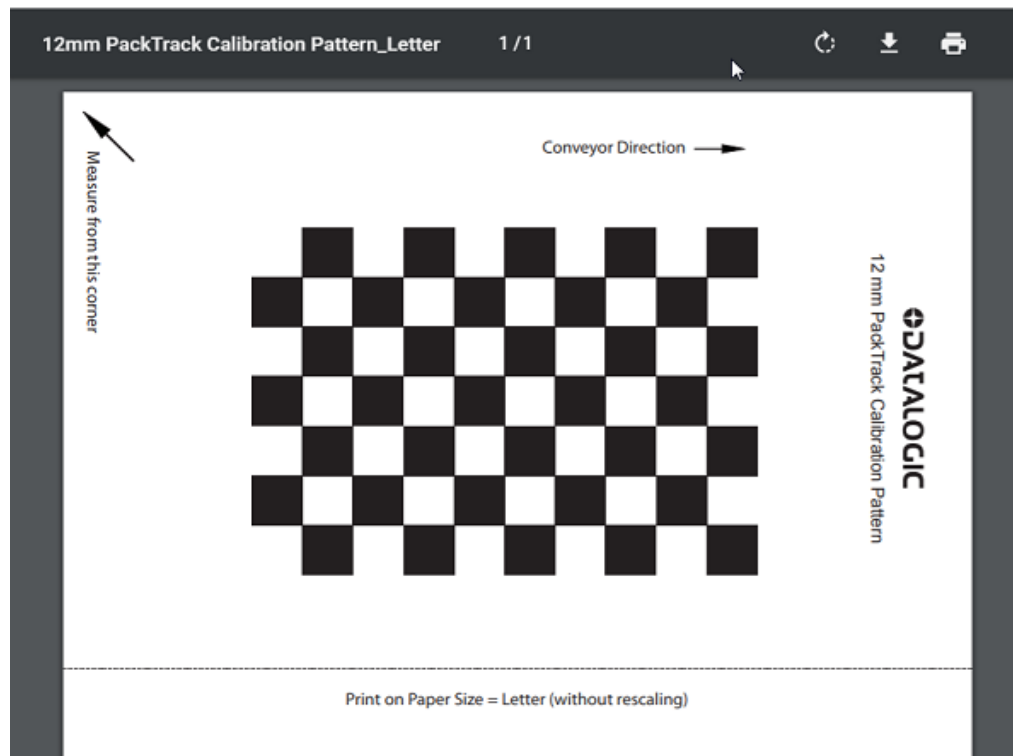 12mm PackTrack Calibration Pattern_Letter
1 / 1
Conveyor Direction
Measure from this corner
12 mm PackTrack Calibration Pattern
DATALOGIC
Print on Paper Size = Letter (without rescaling)